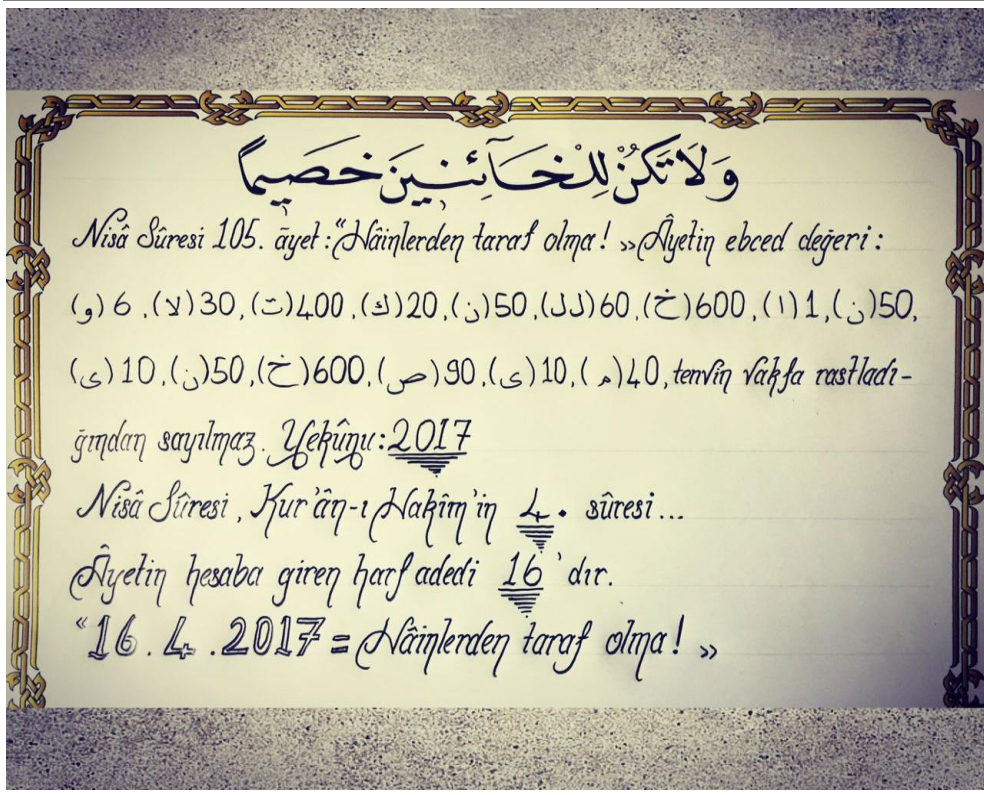 وَلَا تَكُنْ لِلْخَآئِنِينَ خَصِيمًا
Nisâ Sûresi 105. âyet: “Hâinlerden taraf olma! » Âyetin ebced değeri:
(و) 6, (لا) 30, (ت) 400, (ك) 20, (ن) 50, (لل) 60, (خ) 600, (ا) 1, (ن) 50,
(ى) 10, (ن) 50, (خ) 600, (ص) 90, (ى) 10, (م) 40, tenvîn vakfa rastladı-
ğından sayılmaz. Yekûnu: 2017
Nisâ Sûresi, Kur'ân-ı Hakîm'in 4. sûresi...
Âyetin hesaba giren harf adedi 16'dır.
“16.4.2017 = Hâinlerden taraf olma! »